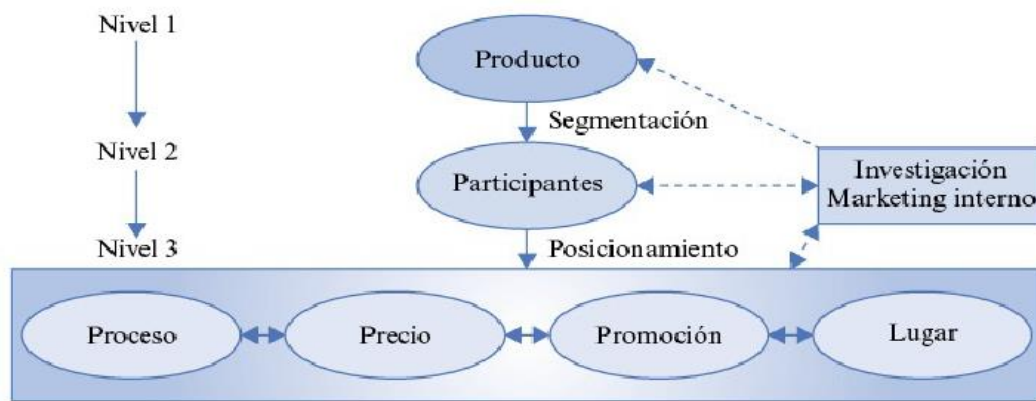 Nivel 1
Producto
Segmentación
Nivel 2
Participantes
Investigación
Marketing interno
Nivel 3
Posicionamiento
Proceso
Precio
Promoción
Lugar